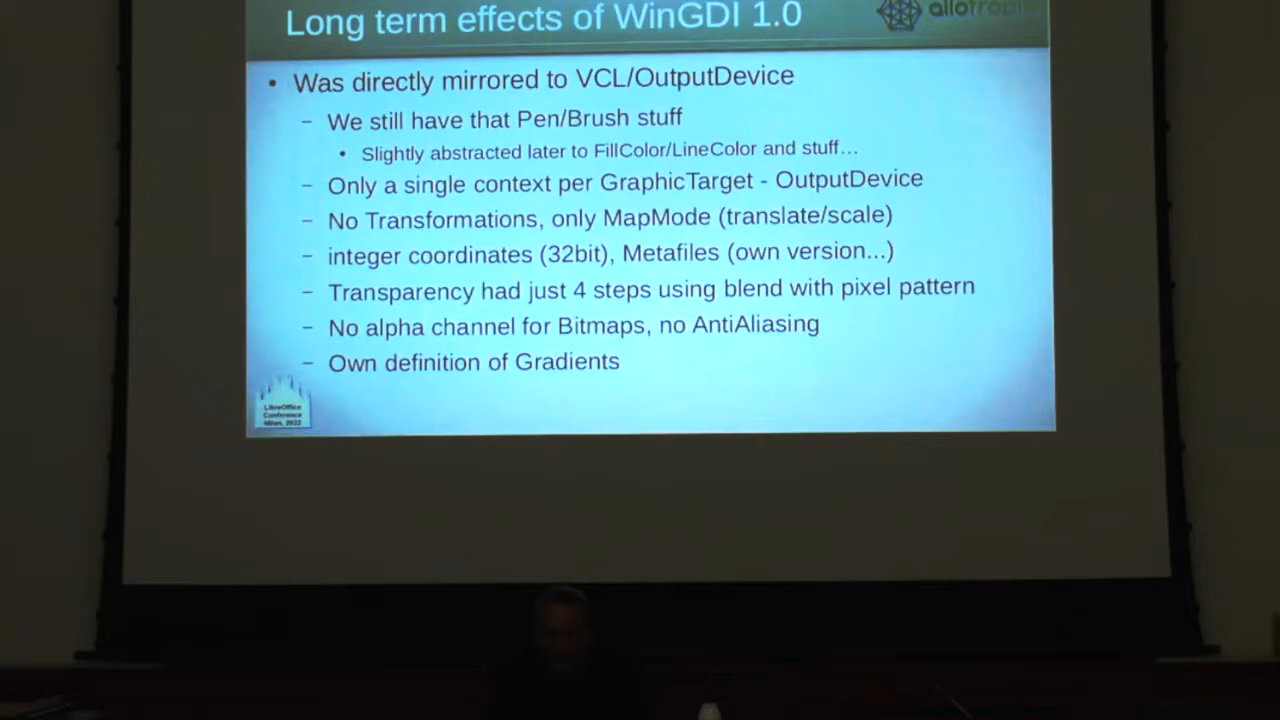 Long term effects of WinGDI 1.0
allotropia
• Was directly mirrored to VCL/OutputDevice
– We still have that Pen/Brush stuff
• Slightly abstracted later to FillColor/LineColor and stuff…
– Only a single context per GraphicTarget - OutputDevice
– No Transformations, only MapMode (translate/scale)
– integer coordinates (32bit), Metafiles (own version...)
– Transparency had just 4 steps using blend with pixel pattern
– No alpha channel for Bitmaps, no AntiAliasing
– Own definition of Gradients
LibreOffice
Conference
Milan, 2022